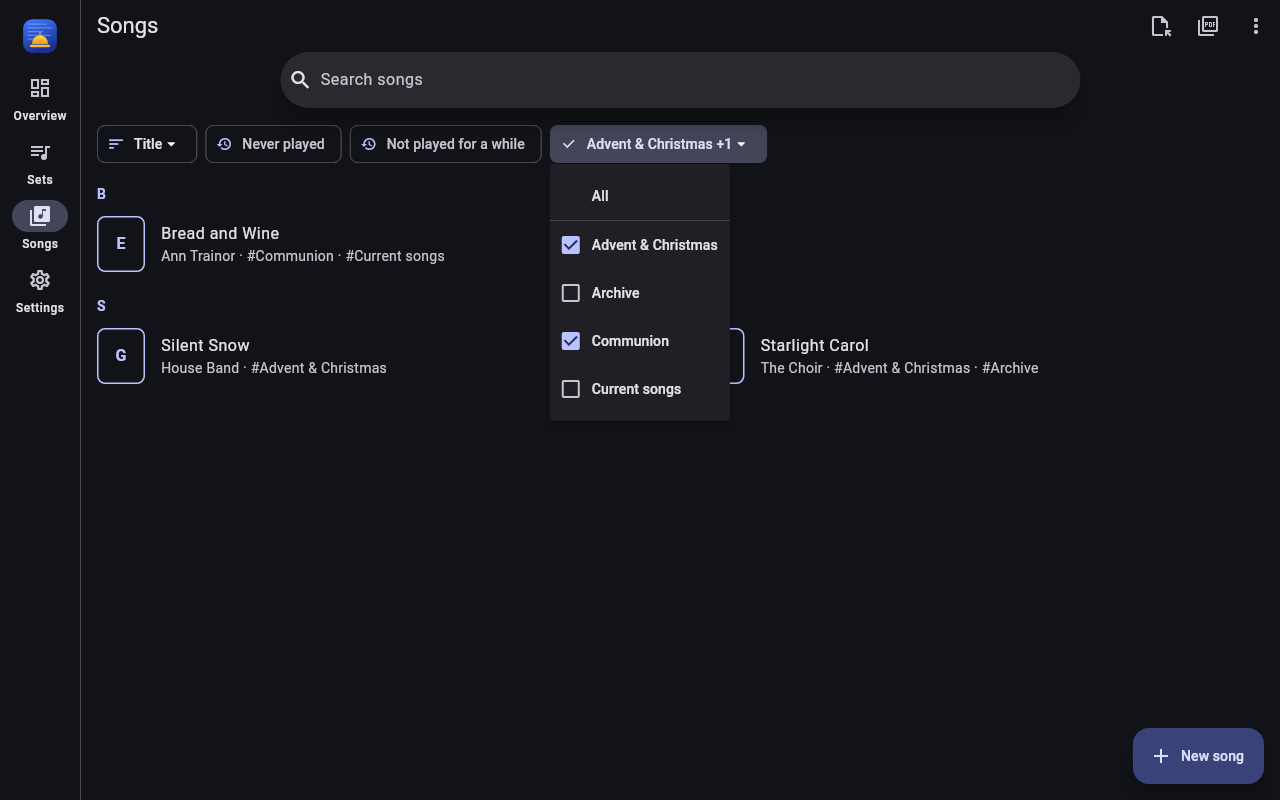 Songs
PDF
Search songs
Overview
Sets
Songs
Settings
Title
Never played
Not played for a while
Advent & Christmas +1
All
Advent & Christmas
Archive
Communion
Current songs
B
E
Bread and Wine
Ann Trainor · #Communion · #Current songs
S
G
Silent Snow
House Band · #Advent & Christmas
Starlight Carol
The Choir · #Advent & Christmas · #Archive
New song